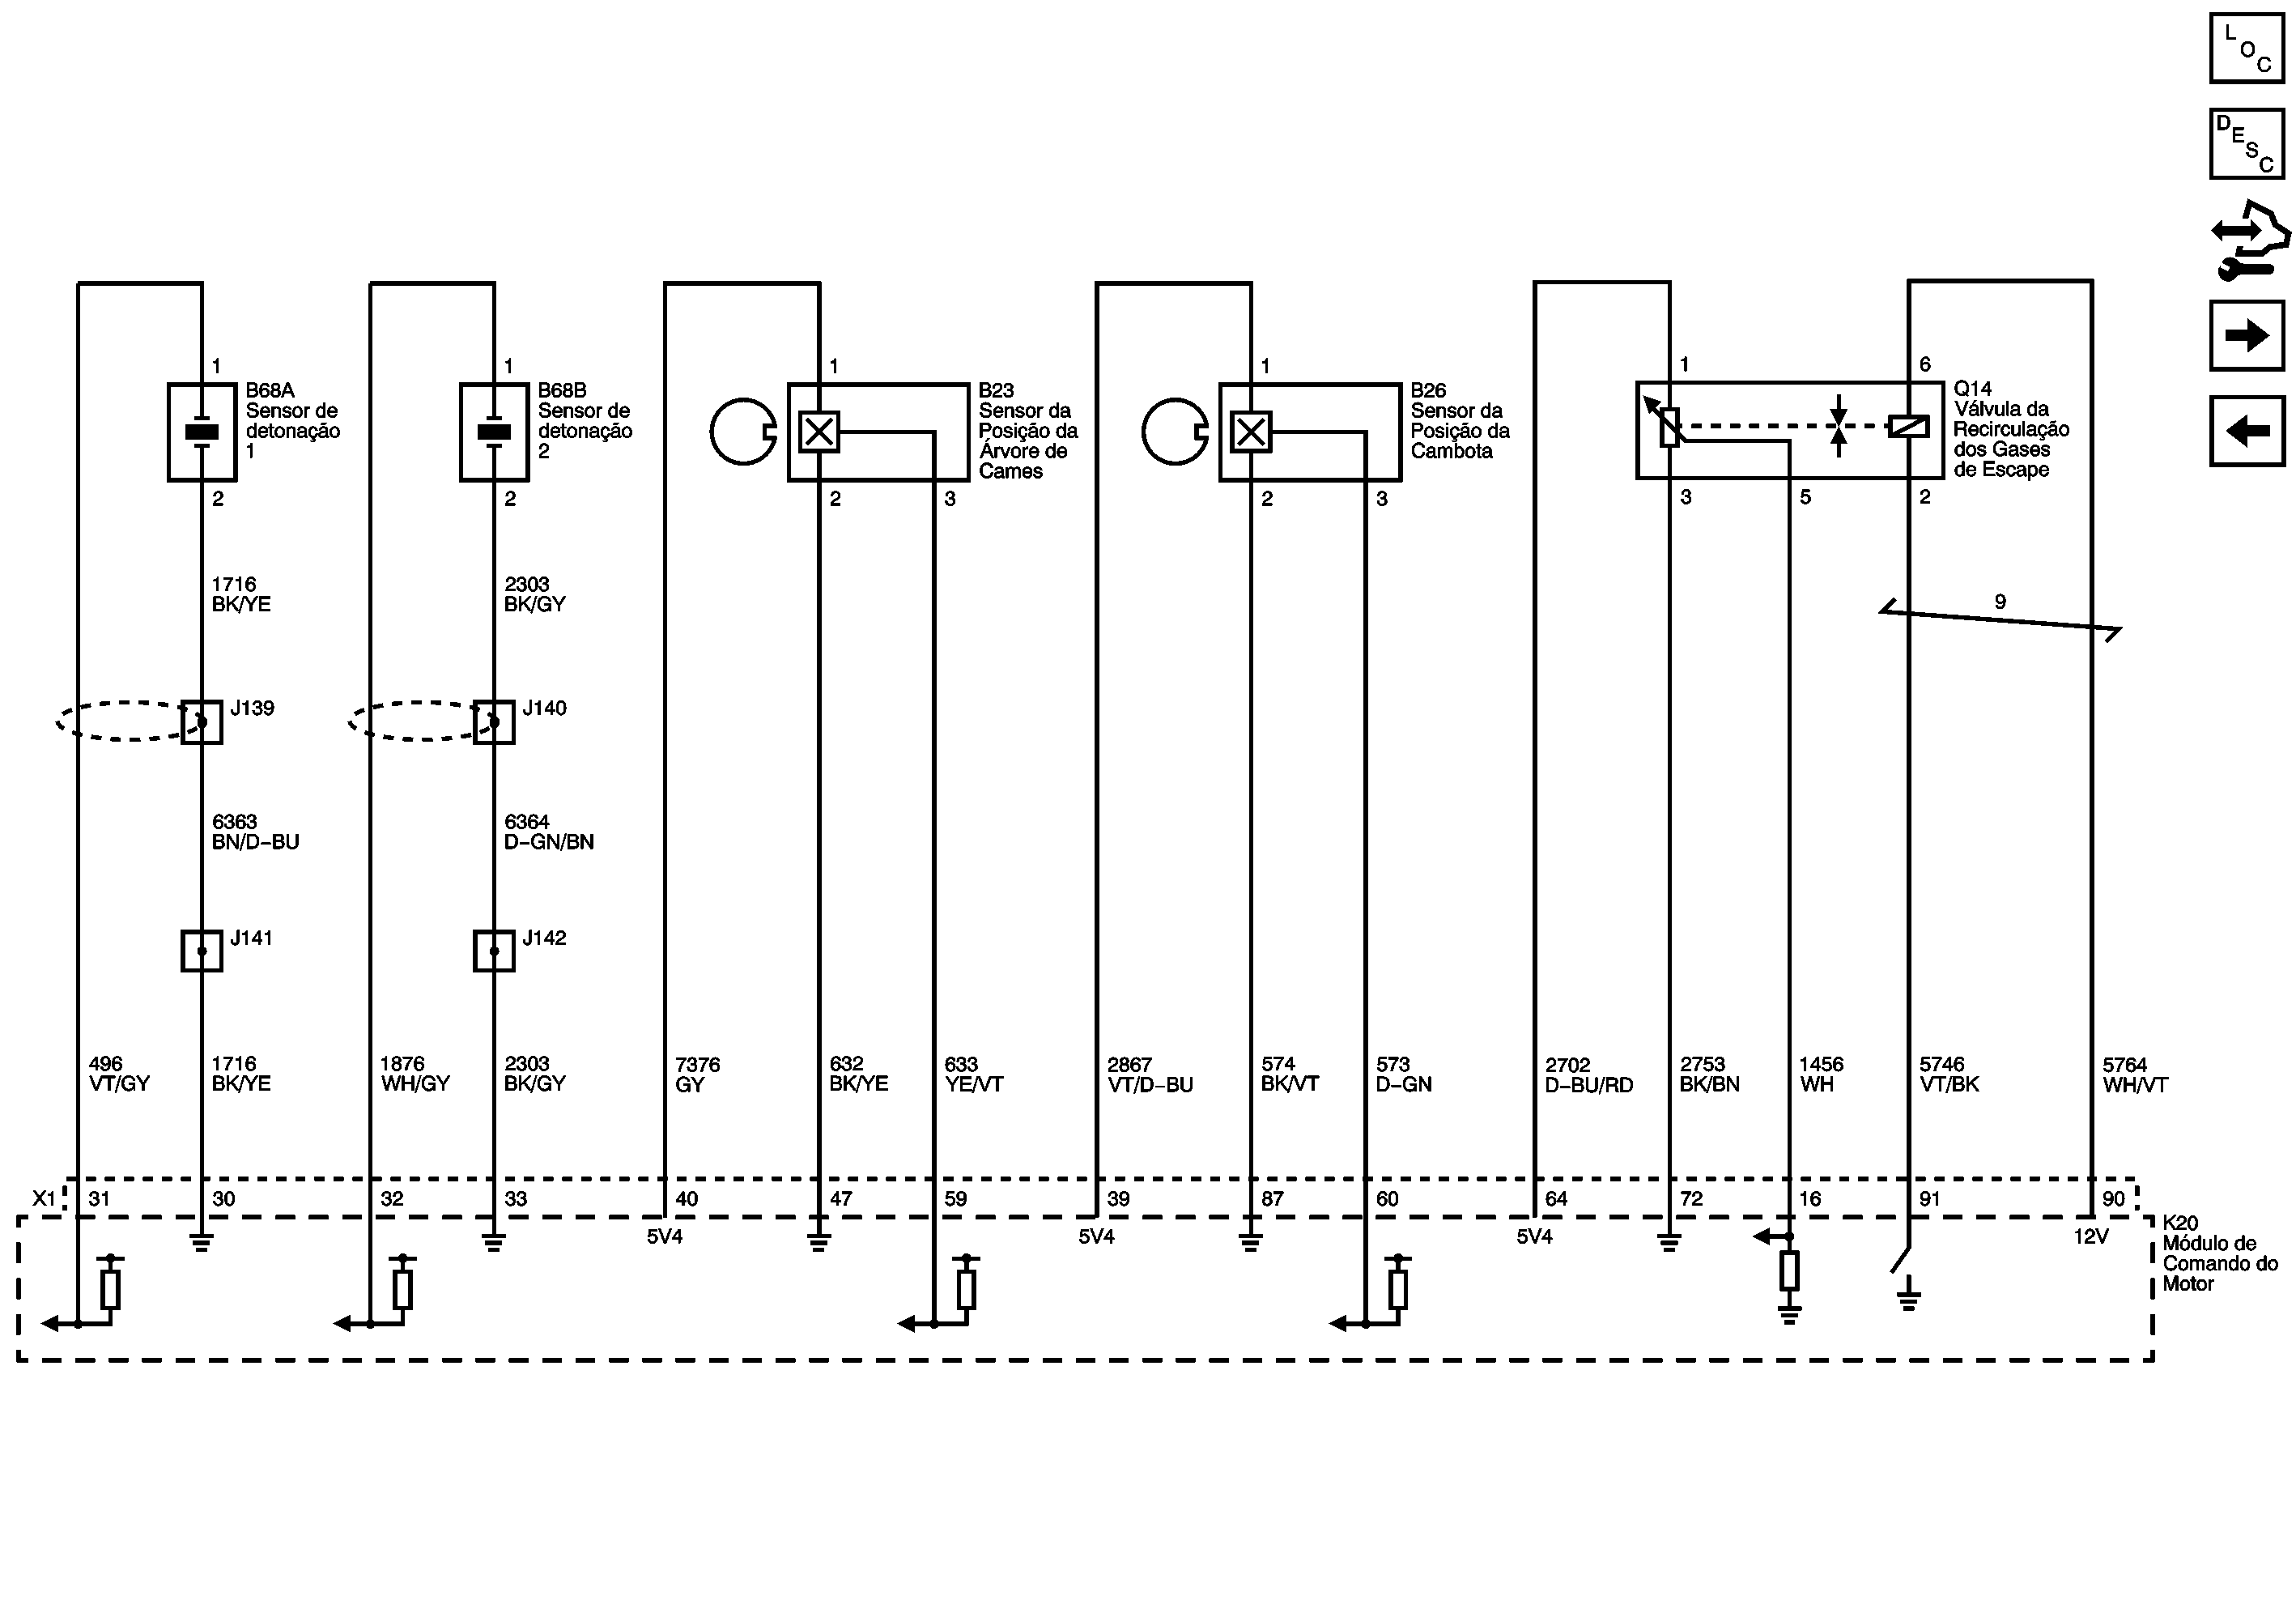 L O C
D E S C
1
B68A
Sensor de
detonação
1
2
1716
BK/YE
J139
6363
BN/D-BU
J141
496
VT/GY
1716
BK/YE
1
B68B
Sensor de
detonação
2
2
2303
BK/GY
J140
6364
D-GN/BN
J142
1876
WH/GY
2303
BK/GY
1
B23
Sensor da
Posição da
Árvore de
Cames
2
3
7376
GY
632
BK/YE
633
YE/VT
1
B26
Sensor da
Posição da
Cambota
2
3
2867
VT/D-BU
574
BK/VT
573
D-GN
1
6
Q14
Válvula da
Recirculação
dos Gases
de Escape
3
5
2
9
2702
D-BU/RD
2753
BK/BN
1456
WH
5746
VT/BK
5764
WH/VT
X1 31 30 32 33 40 47 59 39 87 60 64 72 16 91 90
5V4 5V4 5V4 12V
K20
Módulo de
Comando do
Motor